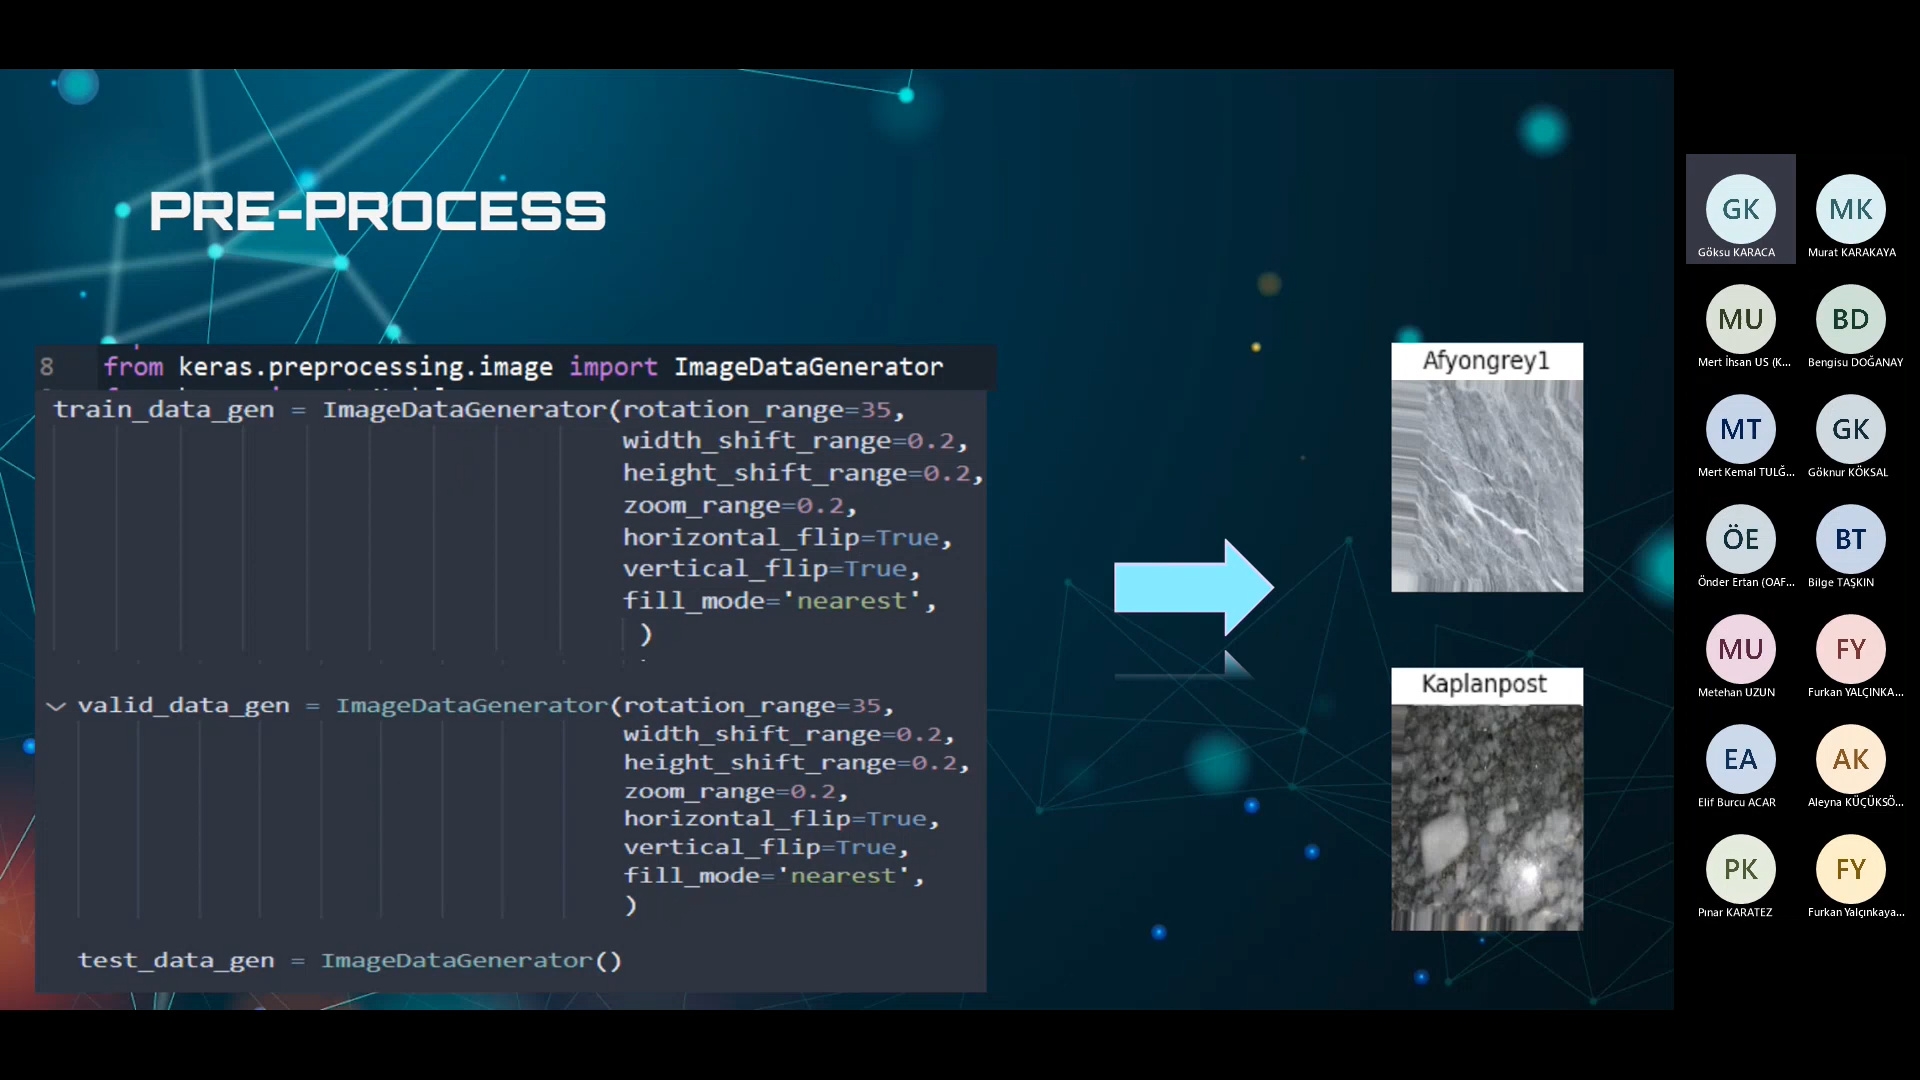 PRE-PROCESS
8 from keras.preprocessing.image import ImageDataGenerator
train_data_gen = ImageDataGenerator(rotation_range=35,
width_shift_range=0.2,
height_shift_range=0.2,
zoom_range=0.2,
horizontal_flip=True,
vertical_flip=True,
fill_mode='nearest',
)
valid_data_gen = ImageDataGenerator(rotation_range=35,
width_shift_range=0.2,
height_shift_range=0.2,
zoom_range=0.2,
horizontal_flip=True,
vertical_flip=True,
fill_mode='nearest',
)
test_data_gen = ImageDataGenerator()
Afyongrey1
Kaplanpost
GK
Göksu KARACA
MK
Murat KARAKAYA
MU
Mert İhsan US (K...
BD
Bengisu DOĞANAY
MT
Mert Kemal TULĞ...
GK
Göknur KÖKSAL
ÖE
Önder Ertan (OAF...
BT
Bilge TAŞKIN
MU
Metehan UZUN
FY
Furkan YALÇINKA...
EA
Elif Burcu ACAR
AK
Aleyna KÜÇÜKSÖ...
PK
Pınar KARATEZ
FY
Furkan Yalçınkaya...